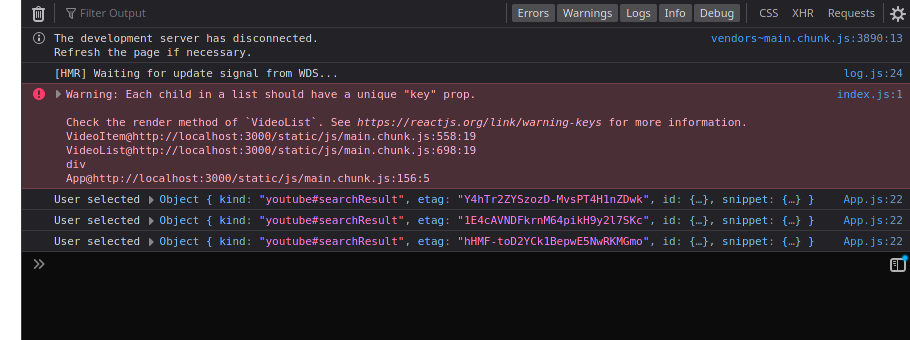 Filter Output Errors Warnings Logs Info Debug CSS XHR Requests
The development server has disconnected. vendors~main.chunk.js:3890:13
Refresh the page if necessary.
[HMR] Waiting for update signal from WDS... log.js:24
Warning: Each child in a list should have a unique "key" prop. index.js:1
Check the render method of `VideoList`. See https://reactjs.org/link/warning-keys for more information.
VideoItem@http://localhost:3000/static/js/main.chunk.js:558:19
VideoList@http://localhost:3000/static/js/main.chunk.js:698:19
div
App@http://localhost:3000/static/js/main.chunk.js:156:5
User selected Object { kind: "youtube#searchResult", etag: "Y4hTr2ZYSzozD-MvsPT4H1nZDwk", id: {…}, snippet: {…} } App.js:22
User selected Object { kind: "youtube#searchResult", etag: "1E4cAVNDFkrnM64pikH9y2l7SKc", id: {…}, snippet: {…} } App.js:22
User selected Object { kind: "youtube#searchResult", etag: "hHMF-toD2YCk1BepwE5NwRKMGmo", id: {…}, snippet: {…} } App.js:22